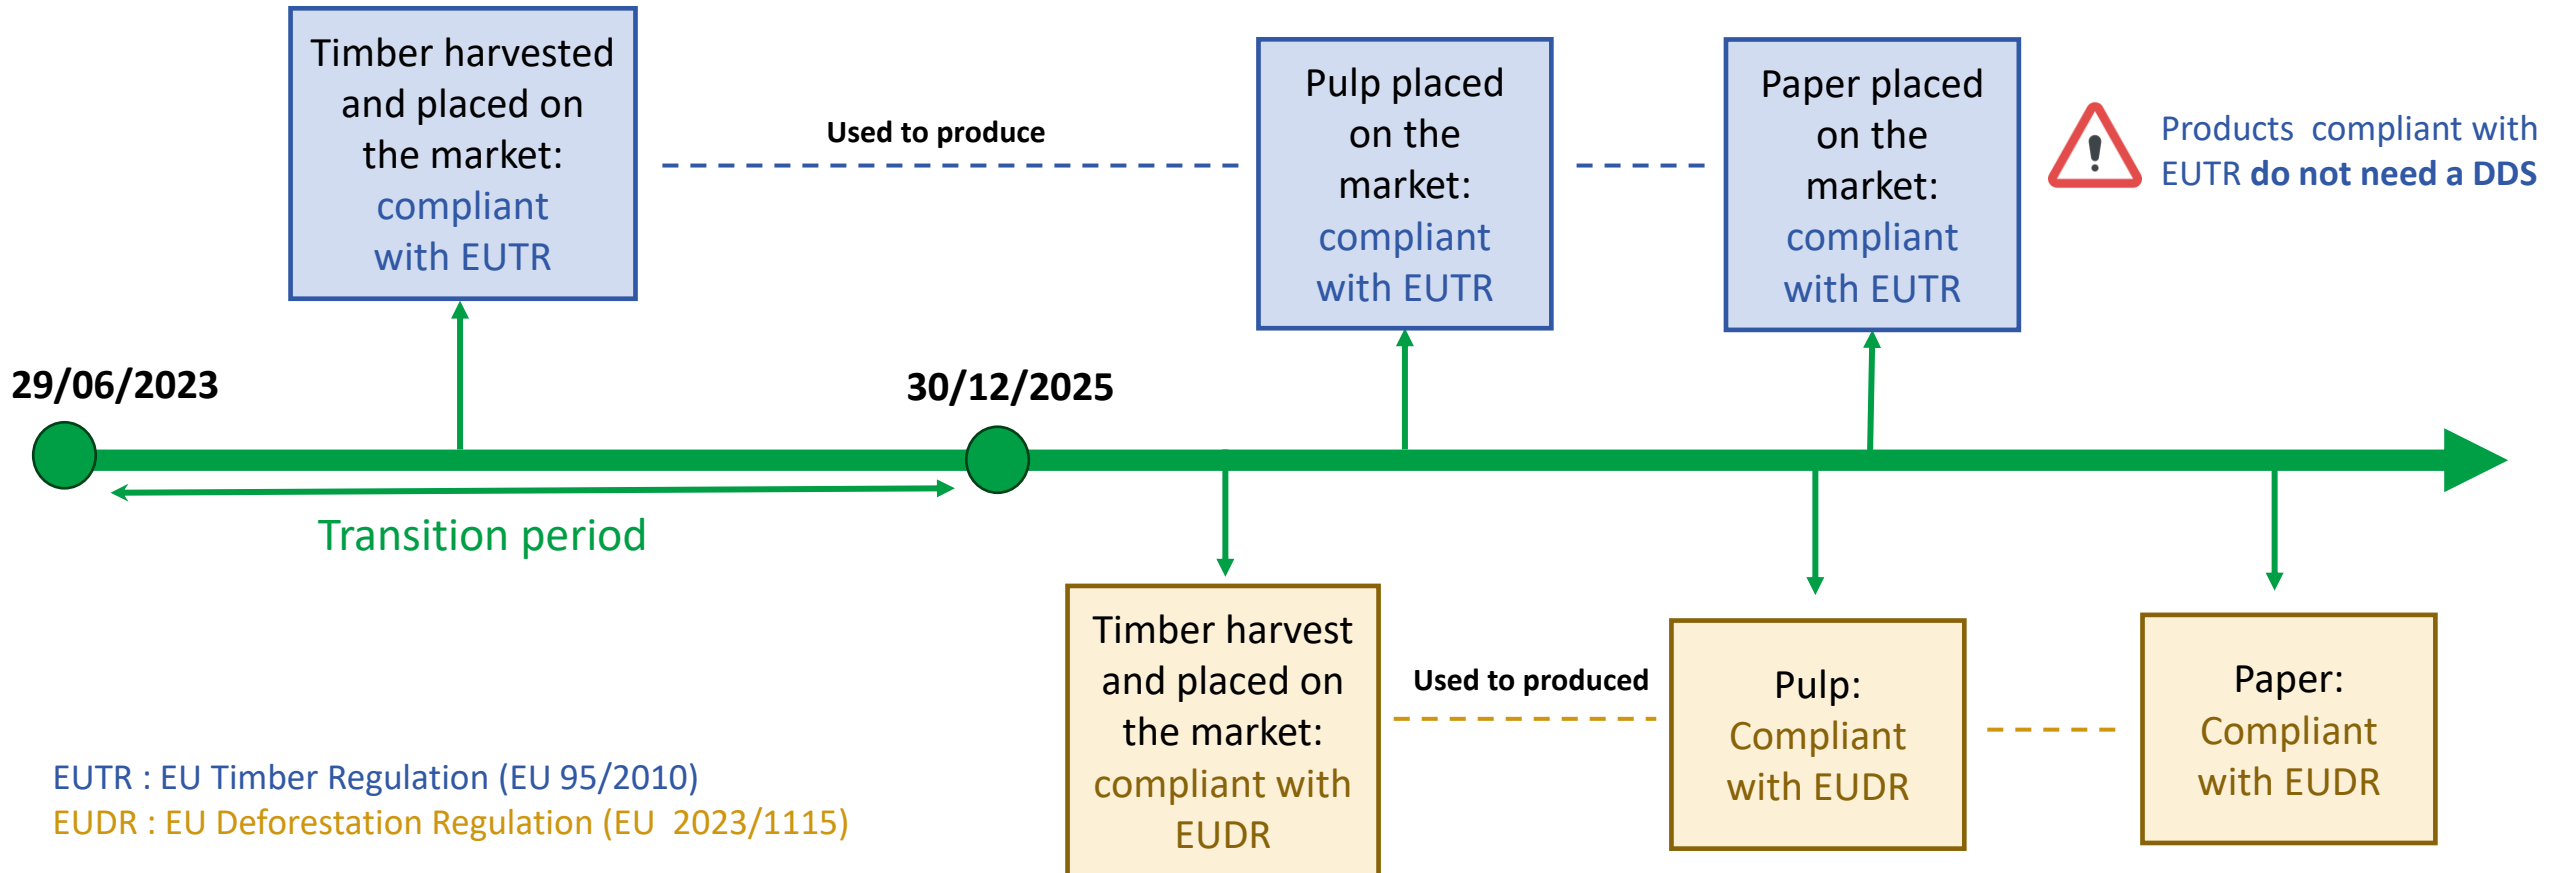 Timber harvested
and placed on
the market:
compliant
with EUTR
Used to produce
Pulp placed
on the
market:
compliant
with EUTR
Paper placed
on the
market:
compliant
with EUTR
Products compliant with
EUTR do not need a DDS
29/06/2023
30/12/2025
Transition period
Timber harvest
and placed on
the market:
compliant with
EUDR
Used to produced
Pulp:
Compliant
with EUDR
Paper:
Compliant
with EUDR
EUTR : EU Timber Regulation (EU 95/2010)
EUDR : EU Deforestation Regulation (EU 2023/1115)